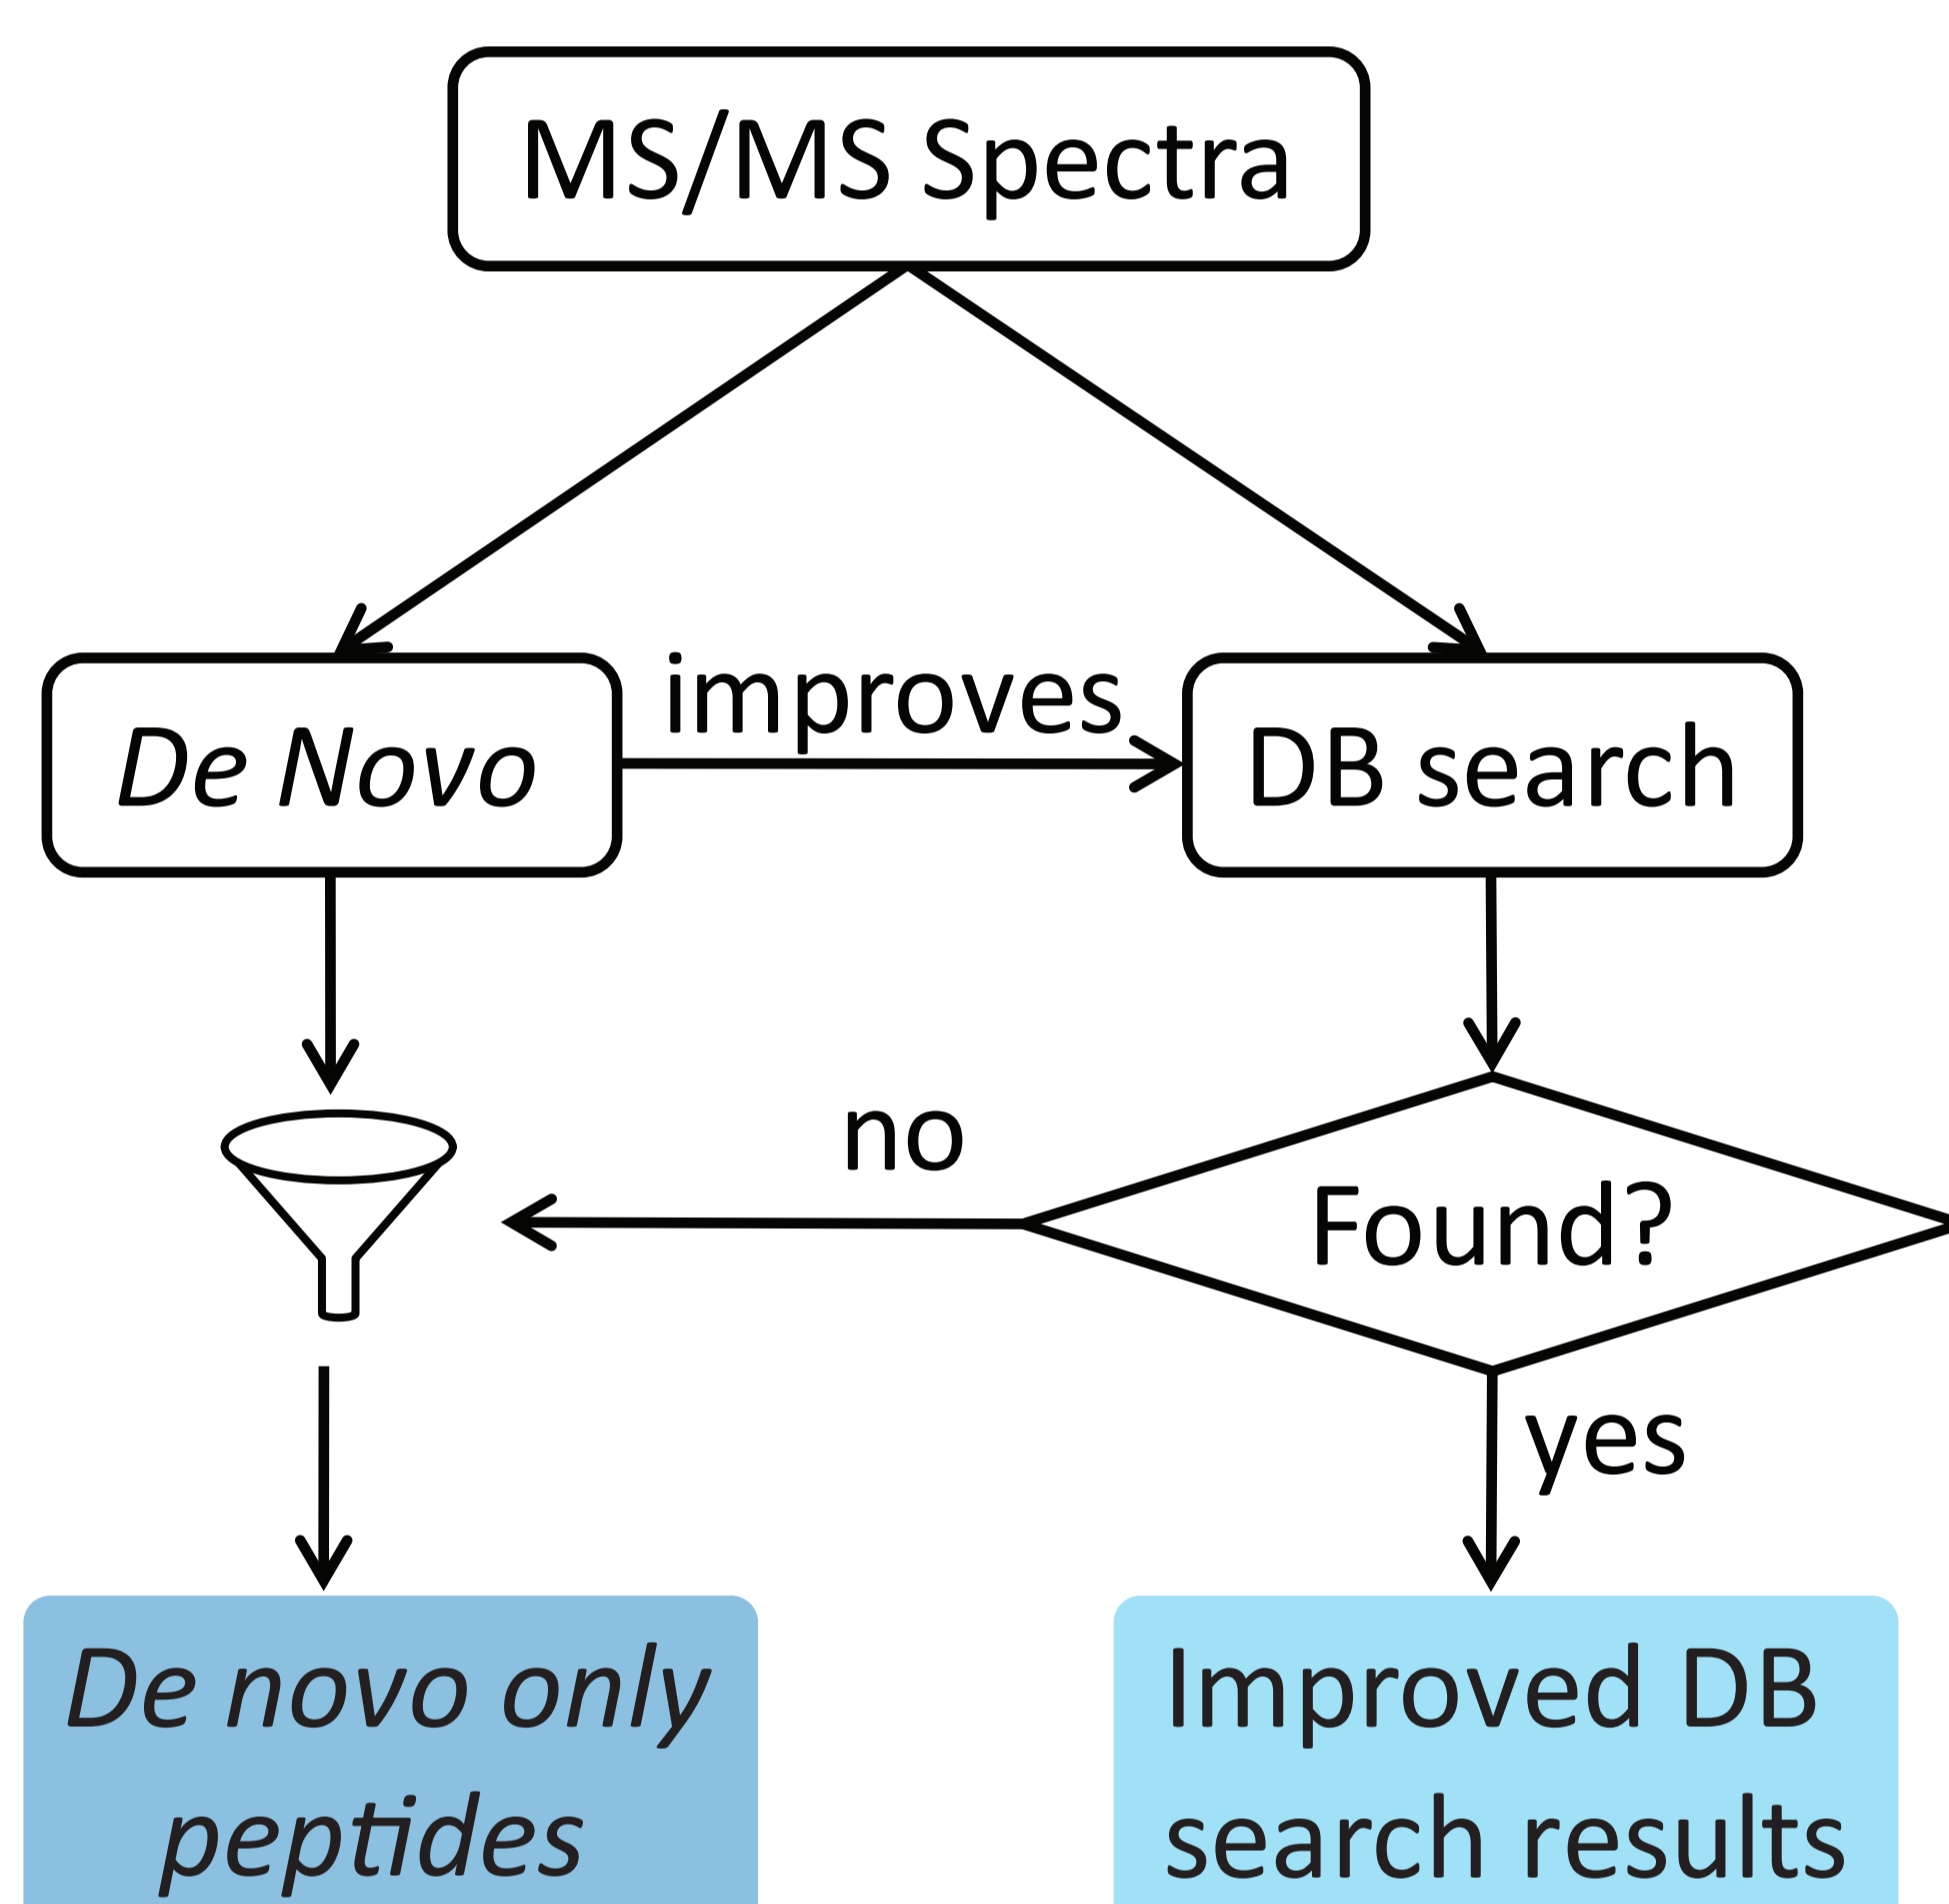 MS/MS Spectra
improves
De Novo
DB search
no
Found?
yes
De novo only
peptides
Improved DB
search results